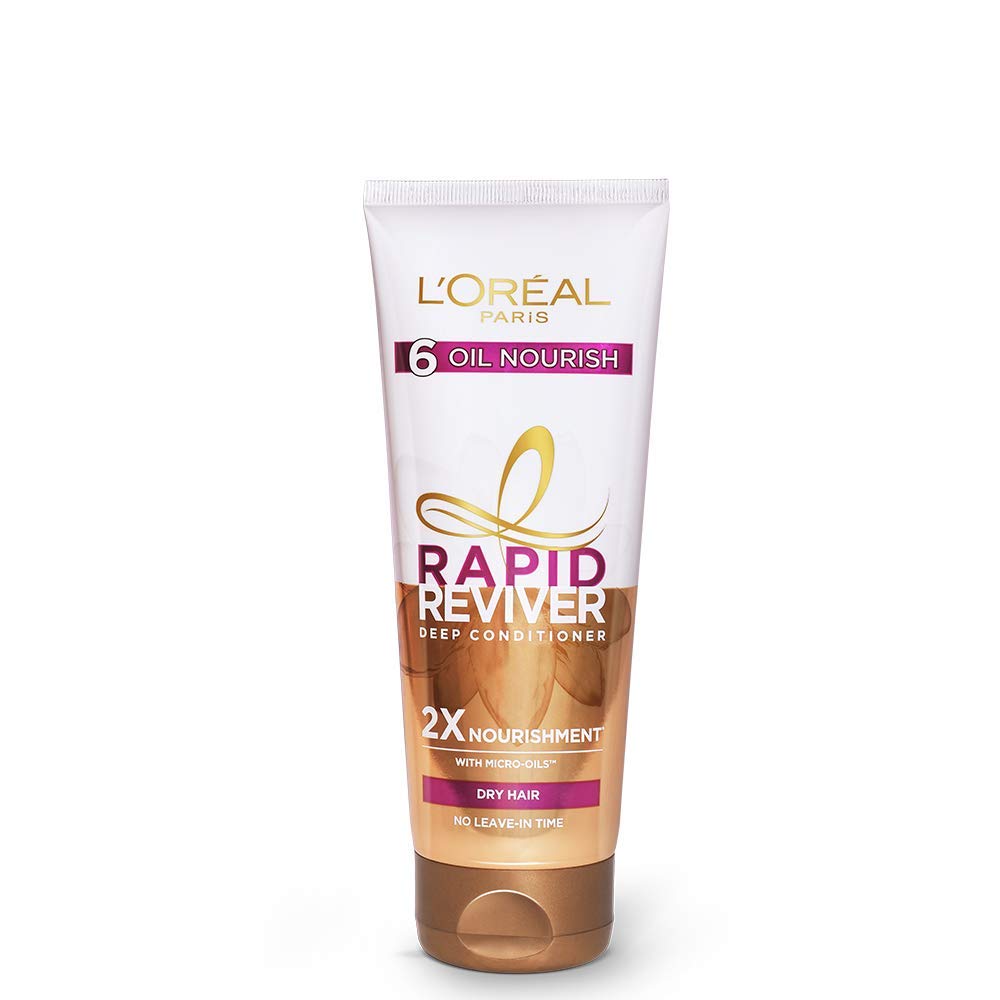 L'ORÉAL
PARiS
6 OIL NOURISH
RAPID
REVIVER
DEEP CONDITIONER
2X NOURISHMENT*
WITH MICRO-OILS™
DRY HAIR
NO LEAVE-IN TIME